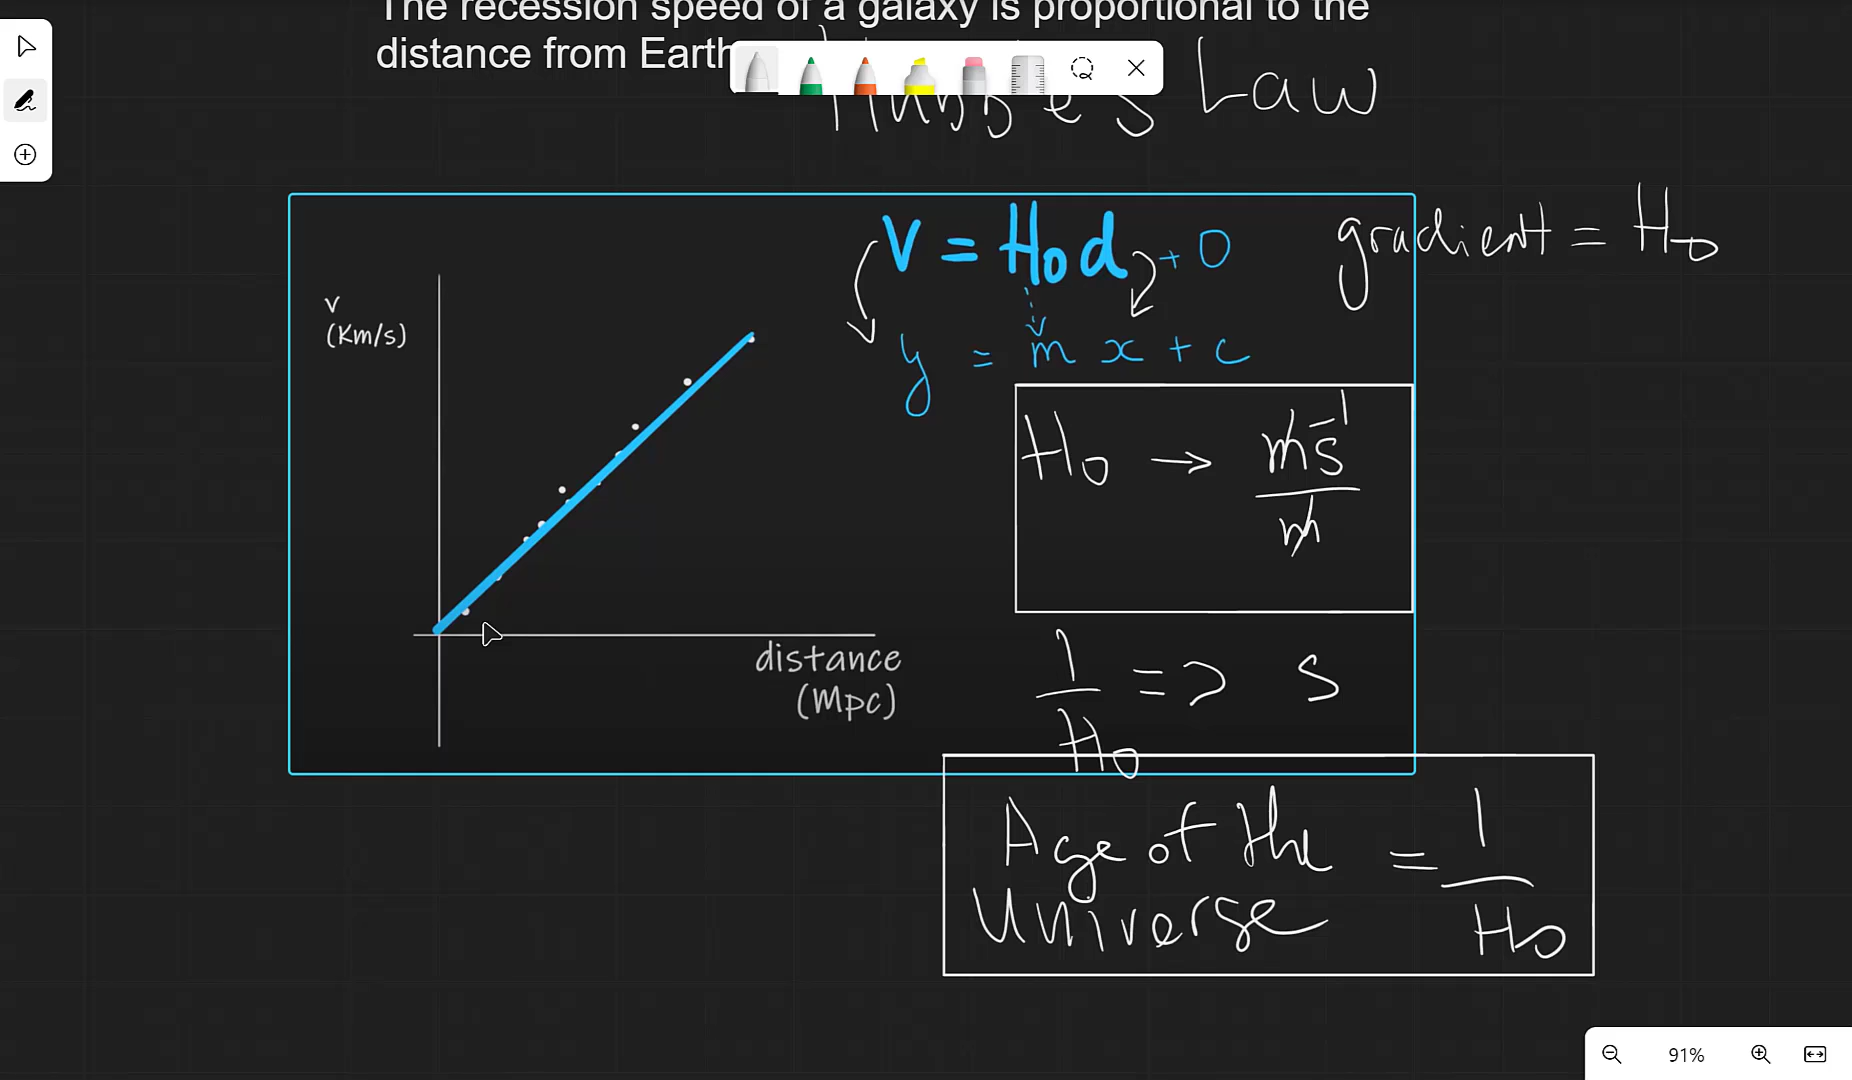 The recession speed of a galaxy is proportional to the
distance from Earth
Law
V = H₀d + 0
gradient = H₀
v
(Km/s)
y = m x + c
H₀ → ms⁻¹
m
distance
(Mpc)
1
H₀
=> s
Age of the
Universe
= 1
H₀
91%